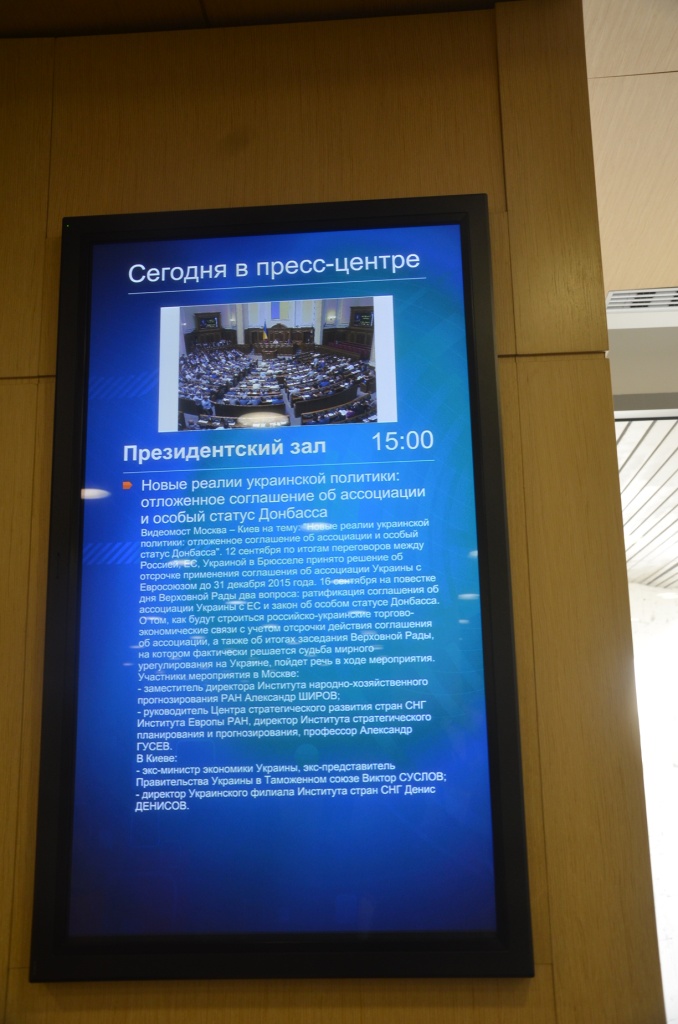 Сегодня в пресс-центре
Президентский зал 15:00
Новые реалии украинской политики:
отложенное соглашение об ассоциации
и особый статус Донбасса
Видеомост Москва – Киев на тему: "Новые реалии украинской
политики: отложенное соглашение об ассоциации и особый
статус Донбасса". 12 сентября по итогам переговоров между
Россией, ЕС, Украиной в Брюсселе принято решение об
отсрочке применения соглашения об ассоциации Украины с
Евросоюзом до 31 декабря 2015 года. 16 сентября на повестке
дня Верховной Рады два вопроса: ратификация соглашения об
ассоциации Украины с ЕС и закон об особом статусе Донбасса.
О том, как будут строиться российско-украинские торгово-
экономические связи с учетом отсрочки действия соглашения
об ассоциации, а также об итогах заседания Верховной Рады,
на котором фактически решается судьба мирного
урегулирования на Украине, пойдет речь в ходе мероприятия.
Участники мероприятия в Москве:
- заместитель директора Института народно-хозяйственного
прогнозирования РАН Александр ШИРОВ;
- руководитель Центра стратегического развития стран СНГ
Института Европы РАН, директор Института стратегического
планирования и прогнозирования, профессор Александр
ГУСЕВ.
В Киеве:
- экс-министр экономики Украины, экс-представитель
Правительства Украины в Таможенном союзе Виктор СУСЛОВ;
- директор Украинского филиала Института стран СНГ Денис
ДЕНИСОВ.